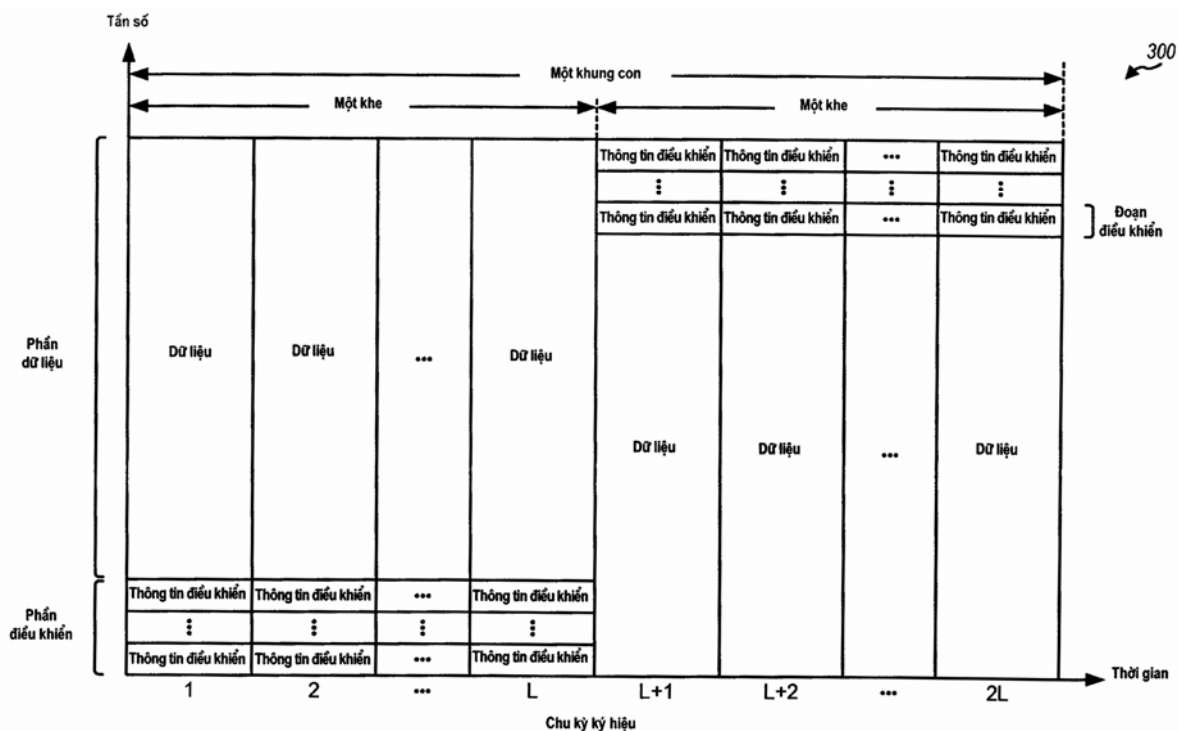 Tần số
300
Một khung con
Một khe
Một khe
Thông tin điều khiển Thông tin điều khiển ••• Thông tin điều khiển
Thông tin điều khiển Thông tin điều khiển ••• Thông tin điều khiển
Đoạn
điều khiển
Phần
dữ liệu
Dữ liệu Dữ liệu ••• Dữ liệu
Dữ liệu Dữ liệu ••• Dữ liệu
Thông tin điều khiển Thông tin điều khiển ••• Thông tin điều khiển
Phần
điều khiển
Thông tin điều khiển Thông tin điều khiển ••• Thông tin điều khiển
Thời gian
1 2 ••• L L+1 L+2 ••• 2L
Chu kỳ ký hiệu